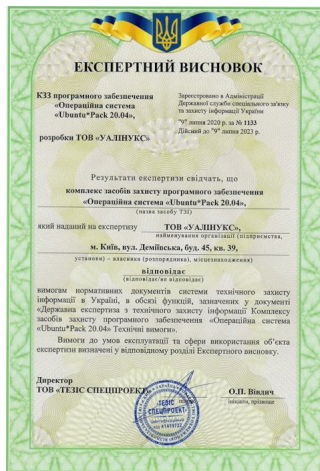 ЕКСПЕРТНИЙ ВИСНОВОК
КЗЗ програмного забезпечення
«Операційна система
«Ubuntu*Pack 20.04»,
розробки ТОВ «УАЛІНУКС»
Зареєстровано в Адміністрації
Державної служби спеціального зв'язку
та захисту інформації України
"9" липня 2020 р. за № 1133
Дійсний до "9" липня 2023 р.
Результати експертизи свідчать, що
комплекс засобів захисту програмного забезпечення
«Операційна система «Ubuntu*Pack 20.04»,
(назва засобу ТЗІ)
який наданий на експертизу ТОВ "УАЛІНУКС",
найменування організації (підприємства,
м. Київ, вул. Деміївська, буд. 45, кв. 39,
установи) – власника (розпорядника), місцезнаходження)
відповідає
(відповідає/не відповідає)
вимогам нормативних документів системи технічного захисту
інформації в Україні, в обсязі функцій, зазначених у документі
«Державна експертиза з технічного захисту інформації Комплексу
засобів захисту програмного забезпечення «Операційна система
«Ubuntu*Pack 20.04» Технічні вимоги».
Вимоги до умов експлуатації та сфери використання об'єкта
експертизи визначені у відповідному розділі Експертного висновку.
Директор
ТОВ «ТЕЗІС СПЕЦПРОЕКТ»
О.П. Вівдич
ініціали, прізвище
"ТЕЗІС
СПЕЦПРОЕКТ"